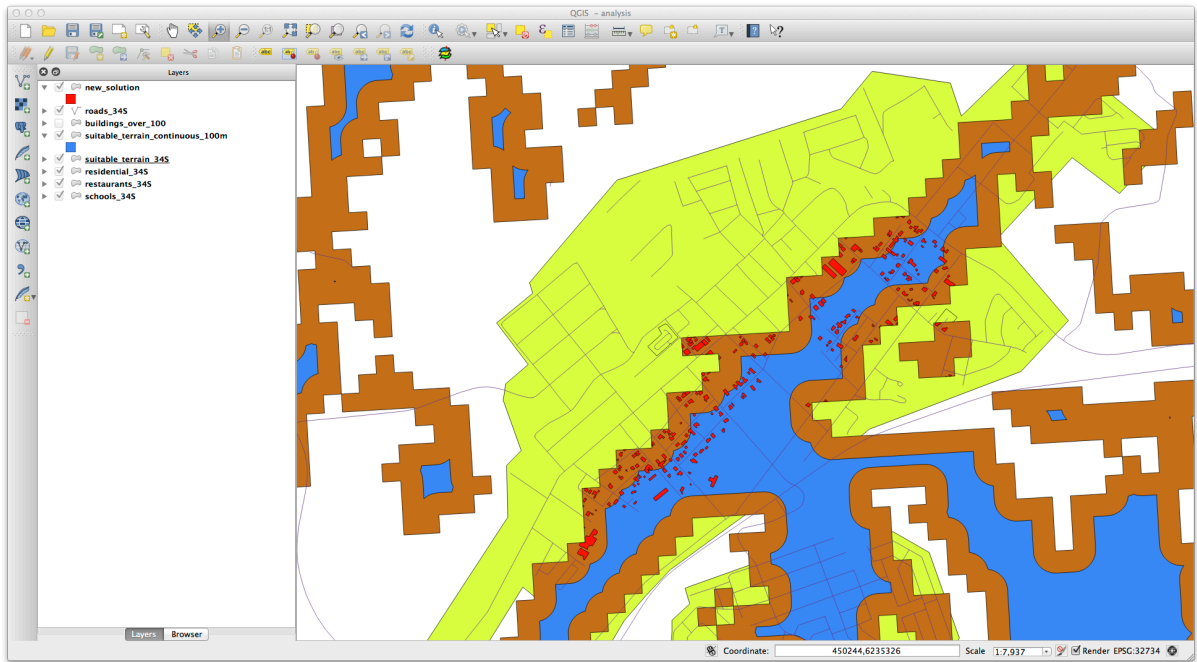 QGIS - analysis
Layers
new_solution
roads_34S
buildings_over_100
suitable_terrain_continuous_100m
suitable_terrain_34S
residential_34S
restaurants_34S
schools_34S
Layers Browser
Coordinate: 450244,6235326 Scale 1:7,937 Render EPSG:32734